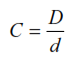 C = D/d